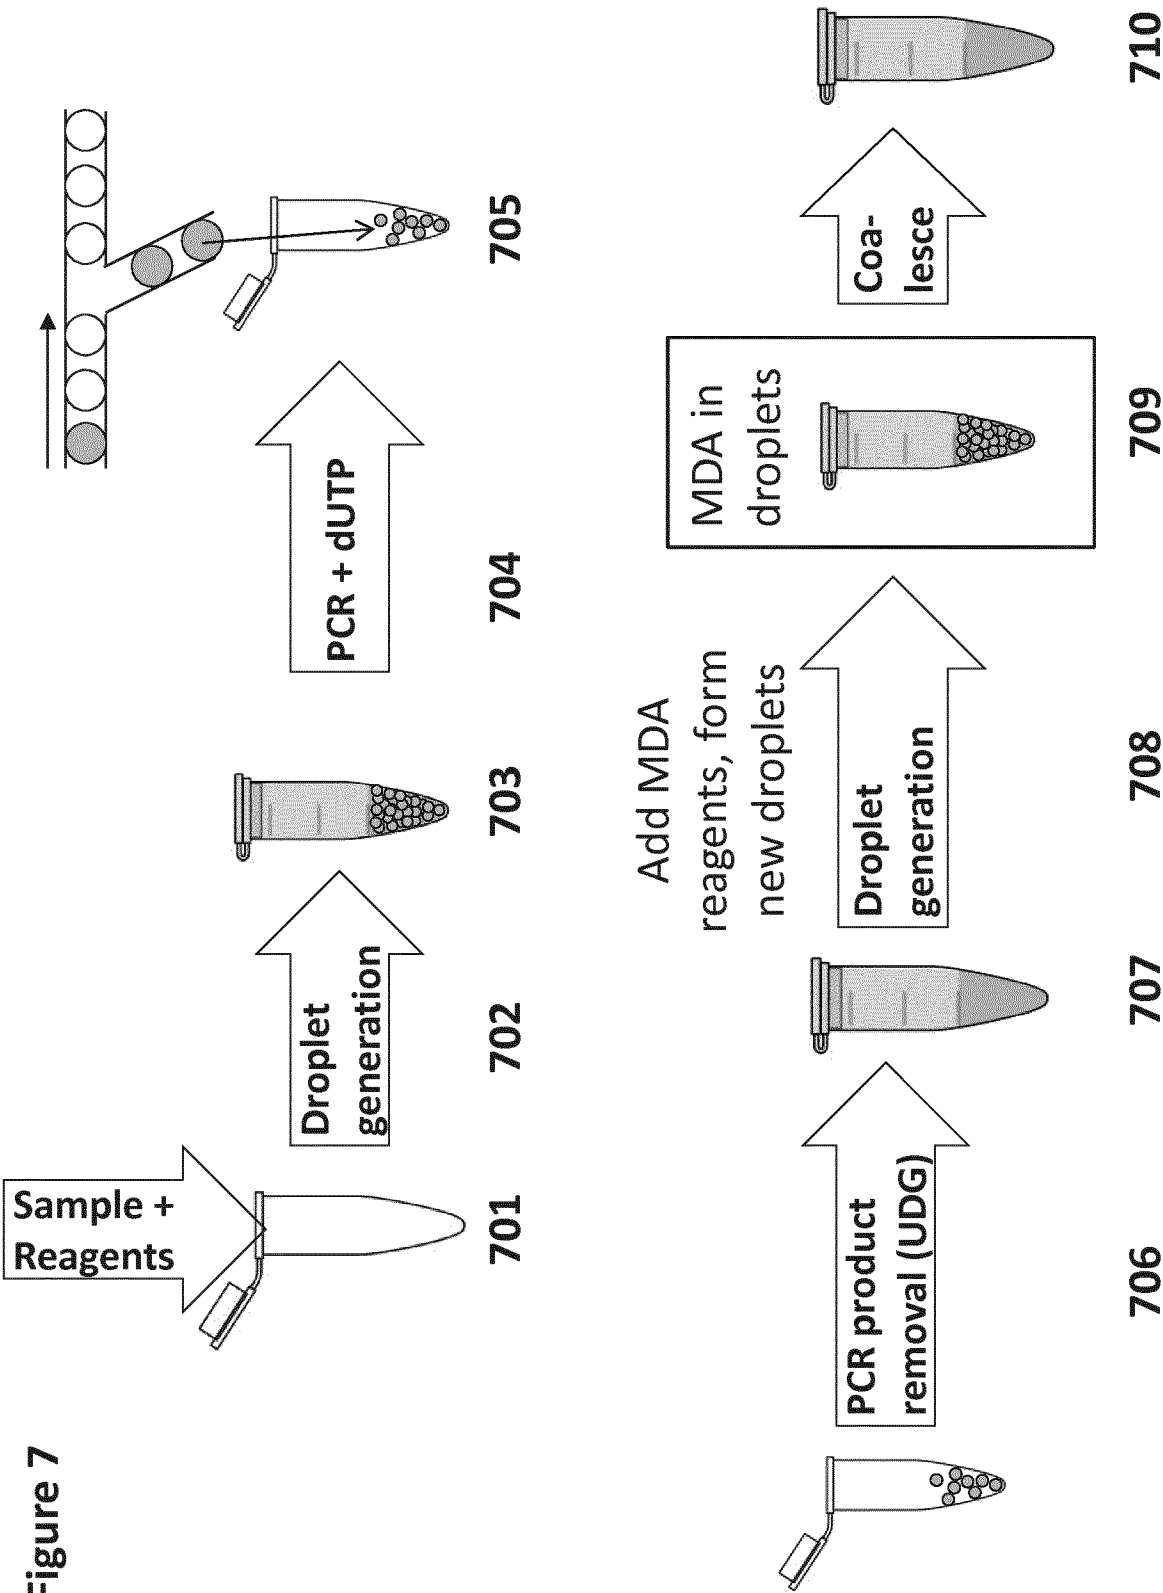 Figure 7
Sample +
Reagents
Droplet
generation
PCR + dUTP
701
702
703
704
705
PCR product
removal (UDG)
Add MDA
reagents, form
new droplets
Droplet
generation
MDA in
droplets
Coa-
lesce
706
707
708
709
710